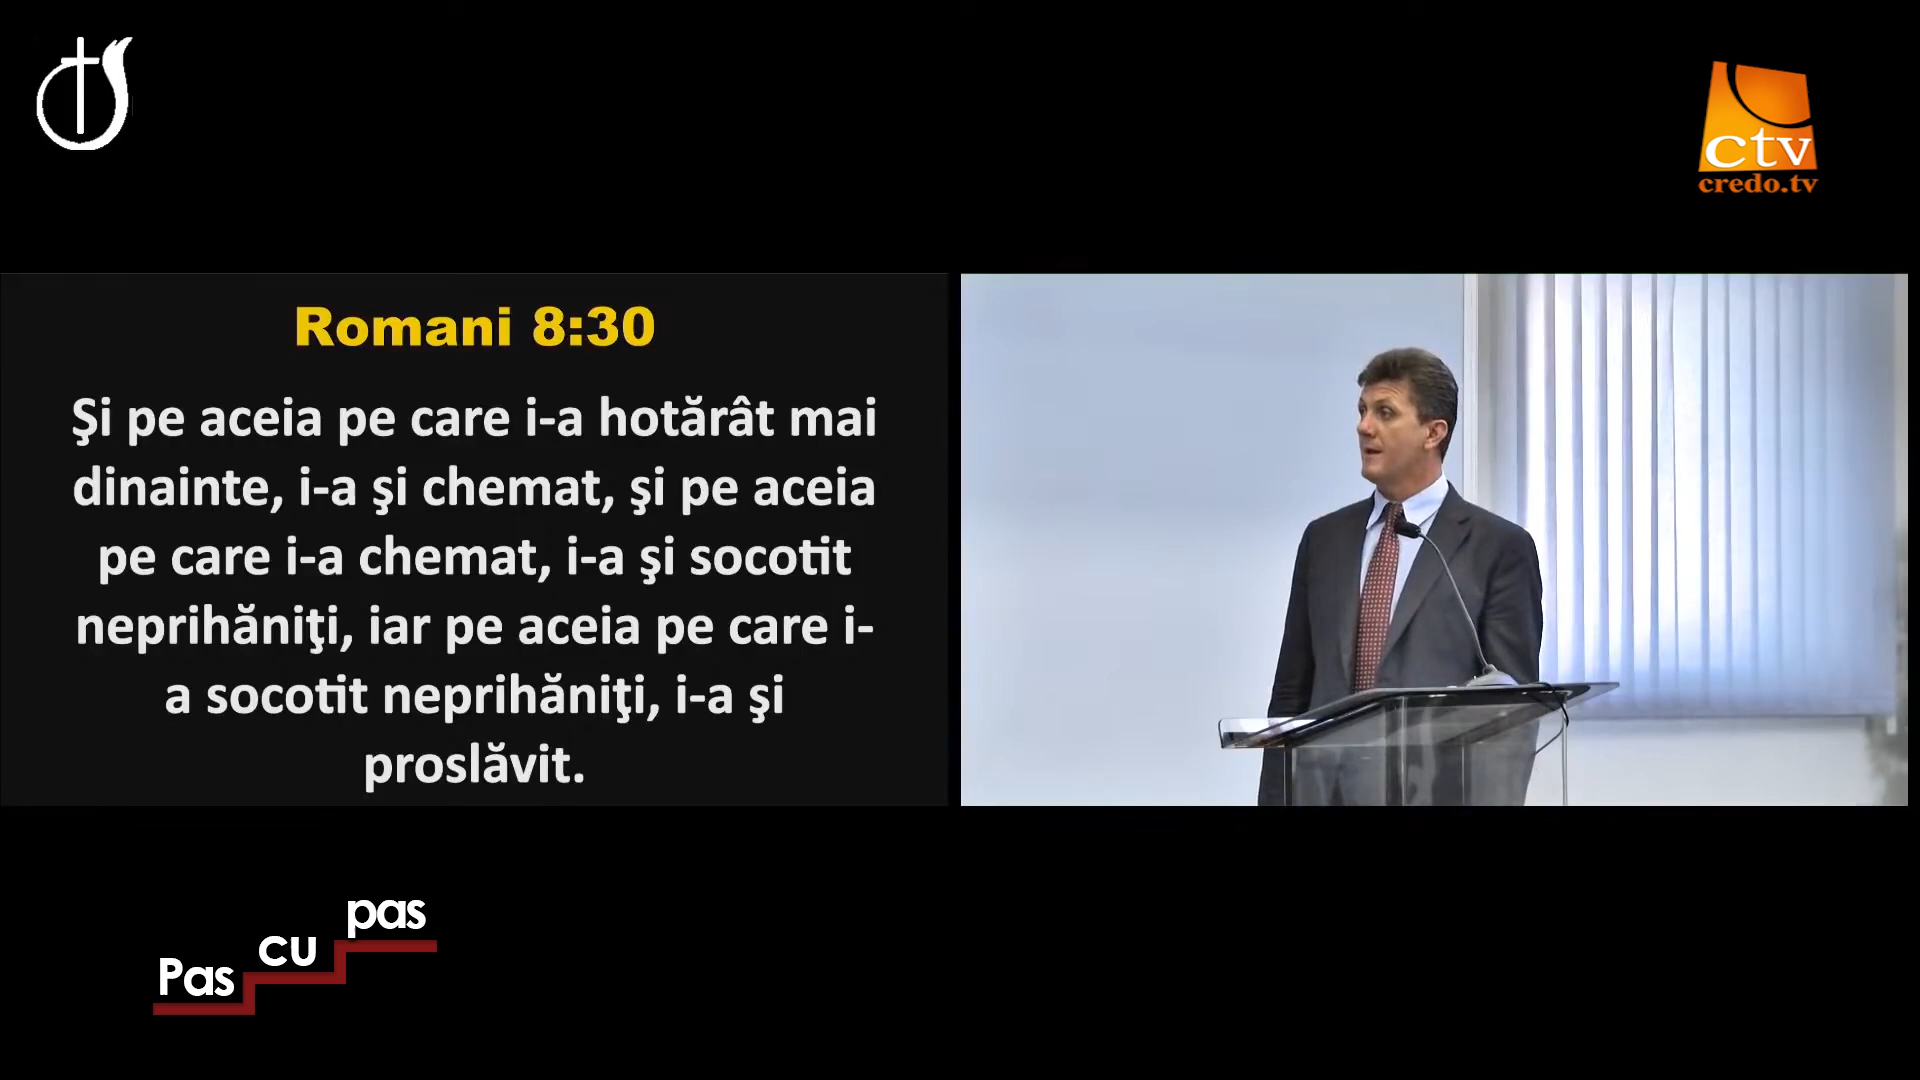 ctv
credo.tv
Romani 8:30
Şi pe aceia pe care i-a hotărât mai
dinainte, i-a şi chemat, şi pe aceia
pe care i-a chemat, i-a şi socotit
neprihăniţi, iar pe aceia pe care i-
a socotit neprihăniţi, i-a şi
proslăvit.
Pas cu pas